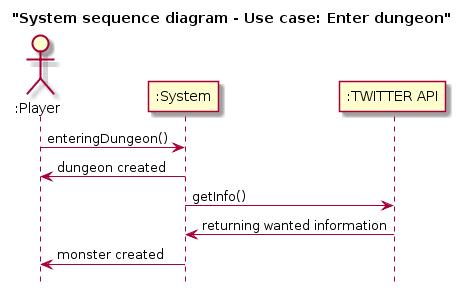 "System sequence diagram - Use case: Enter dungeon"
:Player
:System
:TWITTER API
enteringDungeon()
dungeon created
getInfo()
returning wanted information
monster created